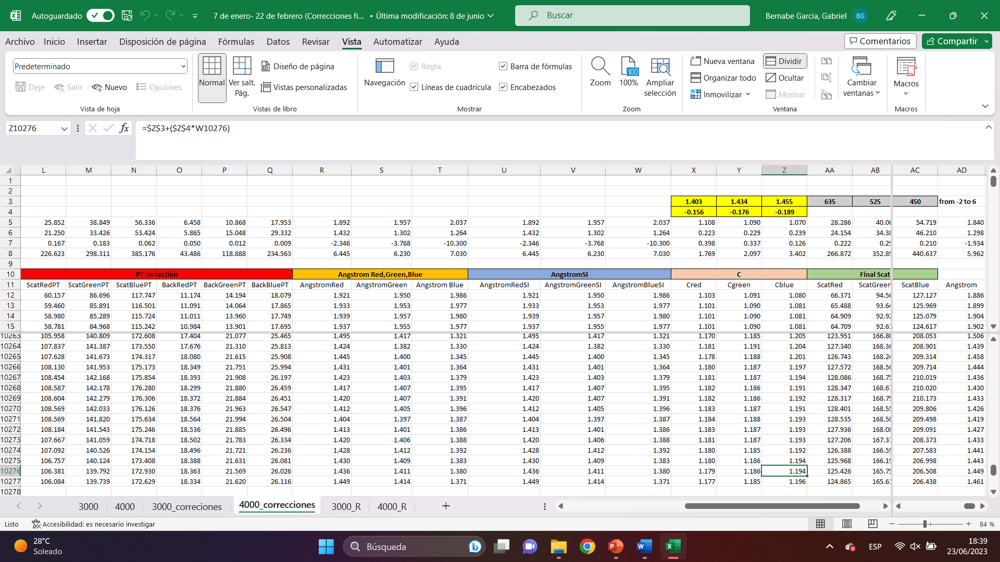 Autoguardado 7 de enero- 22 de febrero (Correcciones fi... • Última modificación: 8 de junio Buscar Bernabe Garcia, Gabriel BG
Archivo Inicio Insertar Disposición de página Fórmulas Datos Revisar Vista Automatizar Ayuda Comentarios Compartir
Predeterminado
Deje Salir Nuevo Opciones
Vista de hoja
Normal
Ver salt. Pág.
Diseño de página
Vistas personalizadas
Vistas de libro
Navegación
Regla
Barra de fórmulas
Líneas de cuadrícula
Encabezados
Mostrar
Zoom
100
100%
Ampliar selección
Zoom
Nueva ventana
Organizar todo
Inmovilizar
Dividir
Ocultar
Mostrar
Cambiar ventanas
Ventana
Macros
Macros
Z10276 fx =$Z$3+($Z$4*W10276)
L M N O P Q R S T U V W X Y Z AA AB AC AD
1
2
3 1.403 1.434 1.455 635 525 450 from -2 to 6
4 -0.156 -0.176 -0.189
5 25.852 38.849 56.336 6.458 10.868 17.953 1.892 1.957 2.037 1.892 1.957 2.037 1.108 1.090 1.070 28.286 40.0 54.719 1.840
6 21.250 33.426 53.424 5.865 15.048 29.332 1.432 1.302 1.264 1.432 1.302 1.264 0.223 0.229 0.239 24.154 34.3 46.210 1.298
7 0.167 0.183 0.062 0.050 0.012 0.009 -2.346 -3.768 -10.300 -2.346 -3.768 -10.300 0.398 0.337 0.126 0.222 0.2 0.210 -1.934
8 226.623 298.311 385.176 43.486 118.888 234.563 6.445 6.230 7.030 6.445 6.230 7.030 1.769 2.097 3.402 266.872 352.8 440.637 5.962
9
10 PT correction Angstrom Red,Green,Blue AngstromSI C Final Scat
11 ScatRedPT ScatGreenPT ScatBluePT BackRedPT BackGreenPT BackBluePT AngstromRed AngstromGreen Angstrom Blue AngstromRedSI AngstromGreenSI AngstromBlueSI Cred Cgreen Cblue ScatRed ScatGreen ScatBlue Angstrom
12 60.157 86.696 117.747 11.174 14.194 18.079 1.921 1.950 1.986 1.921 1.950 1.986 1.103 1.091 1.080 66.371 94.5 127.127 1.886
13 59.460 85.891 116.501 11.091 14.064 17.865 1.933 1.953 1.977 1.933 1.953 1.977 1.101 1.090 1.081 65.488 93.6 125.969 1.899
14 58.980 85.289 115.724 11.011 13.960 17.749 1.939 1.957 1.980 1.939 1.957 1.980 1.101 1.090 1.081 64.909 92.9 125.079 1.904
15 58.781 84.968 115.242 10.984 13.901 17.695 1.937 1.955 1.977 1.937 1.955 1.977 1.101 1.090 1.081 64.709 92.6 124.617 1.902
10263 105.958 140.809 172.608 17.404 21.077 25.465 1.495 1.417 1.321 1.495 1.417 1.321 1.170 1.185 1.205 123.951 166.8 208.053 1.506
10264 107.837 141.387 173.550 17.676 21.310 25.813 1.424 1.382 1.330 1.424 1.382 1.330 1.181 1.191 1.204 127.340 168.3 208.901 1.439
10265 107.628 141.673 174.317 18.080 21.615 25.908 1.445 1.400 1.345 1.445 1.400 1.345 1.178 1.188 1.201 126.743 168.2 209.314 1.458
10266 108.130 141.953 175.173 18.349 21.751 25.994 1.431 1.401 1.364 1.431 1.401 1.364 1.180 1.187 1.197 127.572 168.5 209.714 1.444
10267 108.454 142.168 175.854 18.393 21.908 26.197 1.423 1.403 1.379 1.423 1.403 1.379 1.181 1.187 1.194 128.086 168.7 210.019 1.436
10268 108.587 142.178 176.280 18.299 21.880 26.459 1.417 1.407 1.395 1.417 1.407 1.395 1.182 1.186 1.191 128.347 168.6 210.020 1.430
10269 108.604 142.279 176.306 18.372 21.884 26.451 1.420 1.407 1.391 1.420 1.407 1.391 1.182 1.186 1.192 128.317 168.7 210.173 1.433
10270 108.569 142.033 176.126 18.376 21.963 26.547 1.412 1.405 1.396 1.412 1.405 1.396 1.183 1.187 1.191 128.401 168.5 209.806 1.426
10271 108.569 141.820 175.634 18.564 21.994 26.504 1.404 1.397 1.387 1.404 1.397 1.387 1.184 1.188 1.193 128.535 168.5 209.498 1.419
10272 108.184 141.543 175.246 18.536 21.885 26.496 1.413 1.401 1.386 1.413 1.401 1.386 1.183 1.187 1.193 127.936 168.0 209.091 1.427
10273 107.667 141.059 174.718 18.502 21.783 26.334 1.420 1.406 1.388 1.420 1.406 1.388 1.181 1.187 1.193 127.206 167.3 208.373 1.433
10274 107.092 140.526 174.154 18.496 21.721 26.236 1.428 1.412 1.392 1.428 1.412 1.392 1.180 1.185 1.192 126.388 166.5 207.583 1.441
10275 106.757 140.124 173.408 18.388 21.631 26.081 1.430 1.409 1.383 1.430 1.409 1.383 1.180 1.186 1.194 125.968 166.1 206.998 1.443
10276 106.381 139.792 172.930 18.363 21.569 26.026 1.436 1.411 1.380 1.436 1.411 1.380 1.179 1.186 1.194 125.426 165.7 206.508 1.449
10277 106.084 139.739 172.629 18.334 21.620 26.116 1.449 1.414 1.371 1.449 1.414 1.371 1.177 1.185 1.196 124.865 165.6 206.438 1.461
10278
3000 4000 3000_correciones 4000_correcciones 3000_R 4000_R
Listo Accesibilidad: es necesario investigar 84 %
28°C
Soleado
Búsqueda
ESP
18:39
23/06/2023